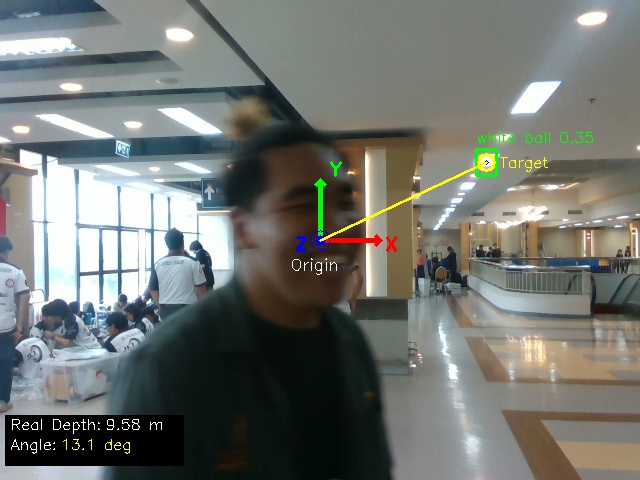 white ball 0.35
Target
Y
Z
X
Origin
Real Depth: 9.58 m
Angle: 13.1 deg